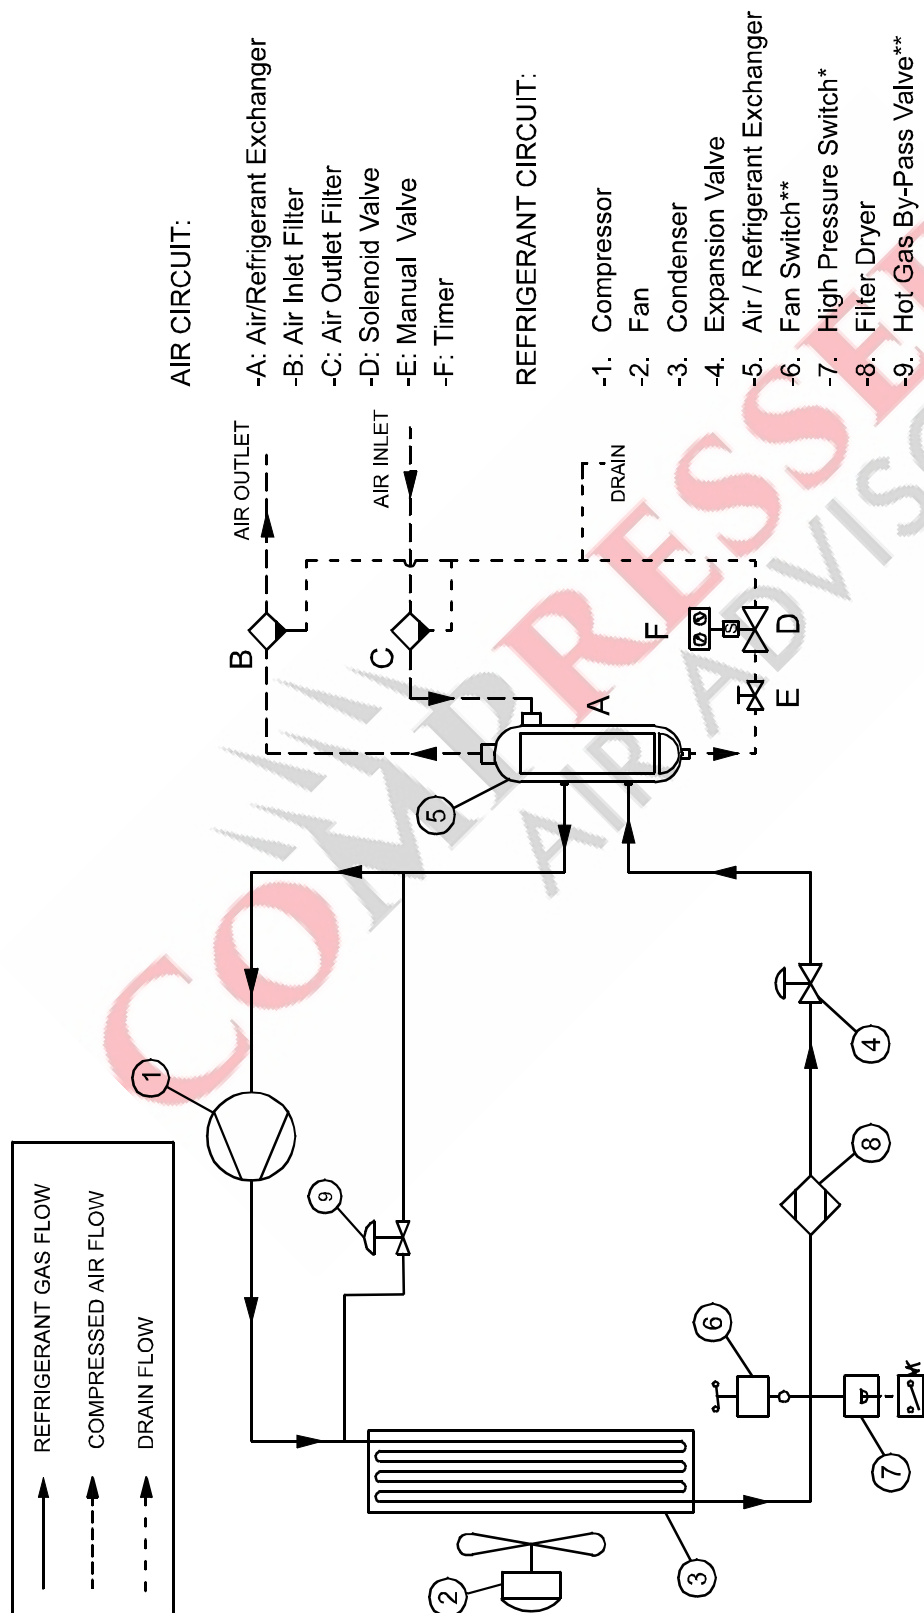 AIR CIRCUIT:
-A: Air/Refrigerant Exchanger
-B: Air Inlet Filter
-C: Air Outlet Filter
-D: Solenoid Valve
-E: Manual Valve
-F: Timer
REFRIGERANT CIRCUIT:
-1. Compressor
-2. Fan
-3. Condenser
-4. Expansion Valve
-5. Air / Refrigerant Exchanger
-6. Fan Switch**
-7. High Pressure Switch*
-8. Filter Dryer
-9. Hot Gas By-Pass Valve**
AIR OUTLET
AIR INLET
DRAIN
B
C
F
S
D
E
A
5
1
9
4
8
6
7
3
2
REFRIGERANT GAS FLOW
COMPRESSED AIR FLOW
DRAIN FLOW